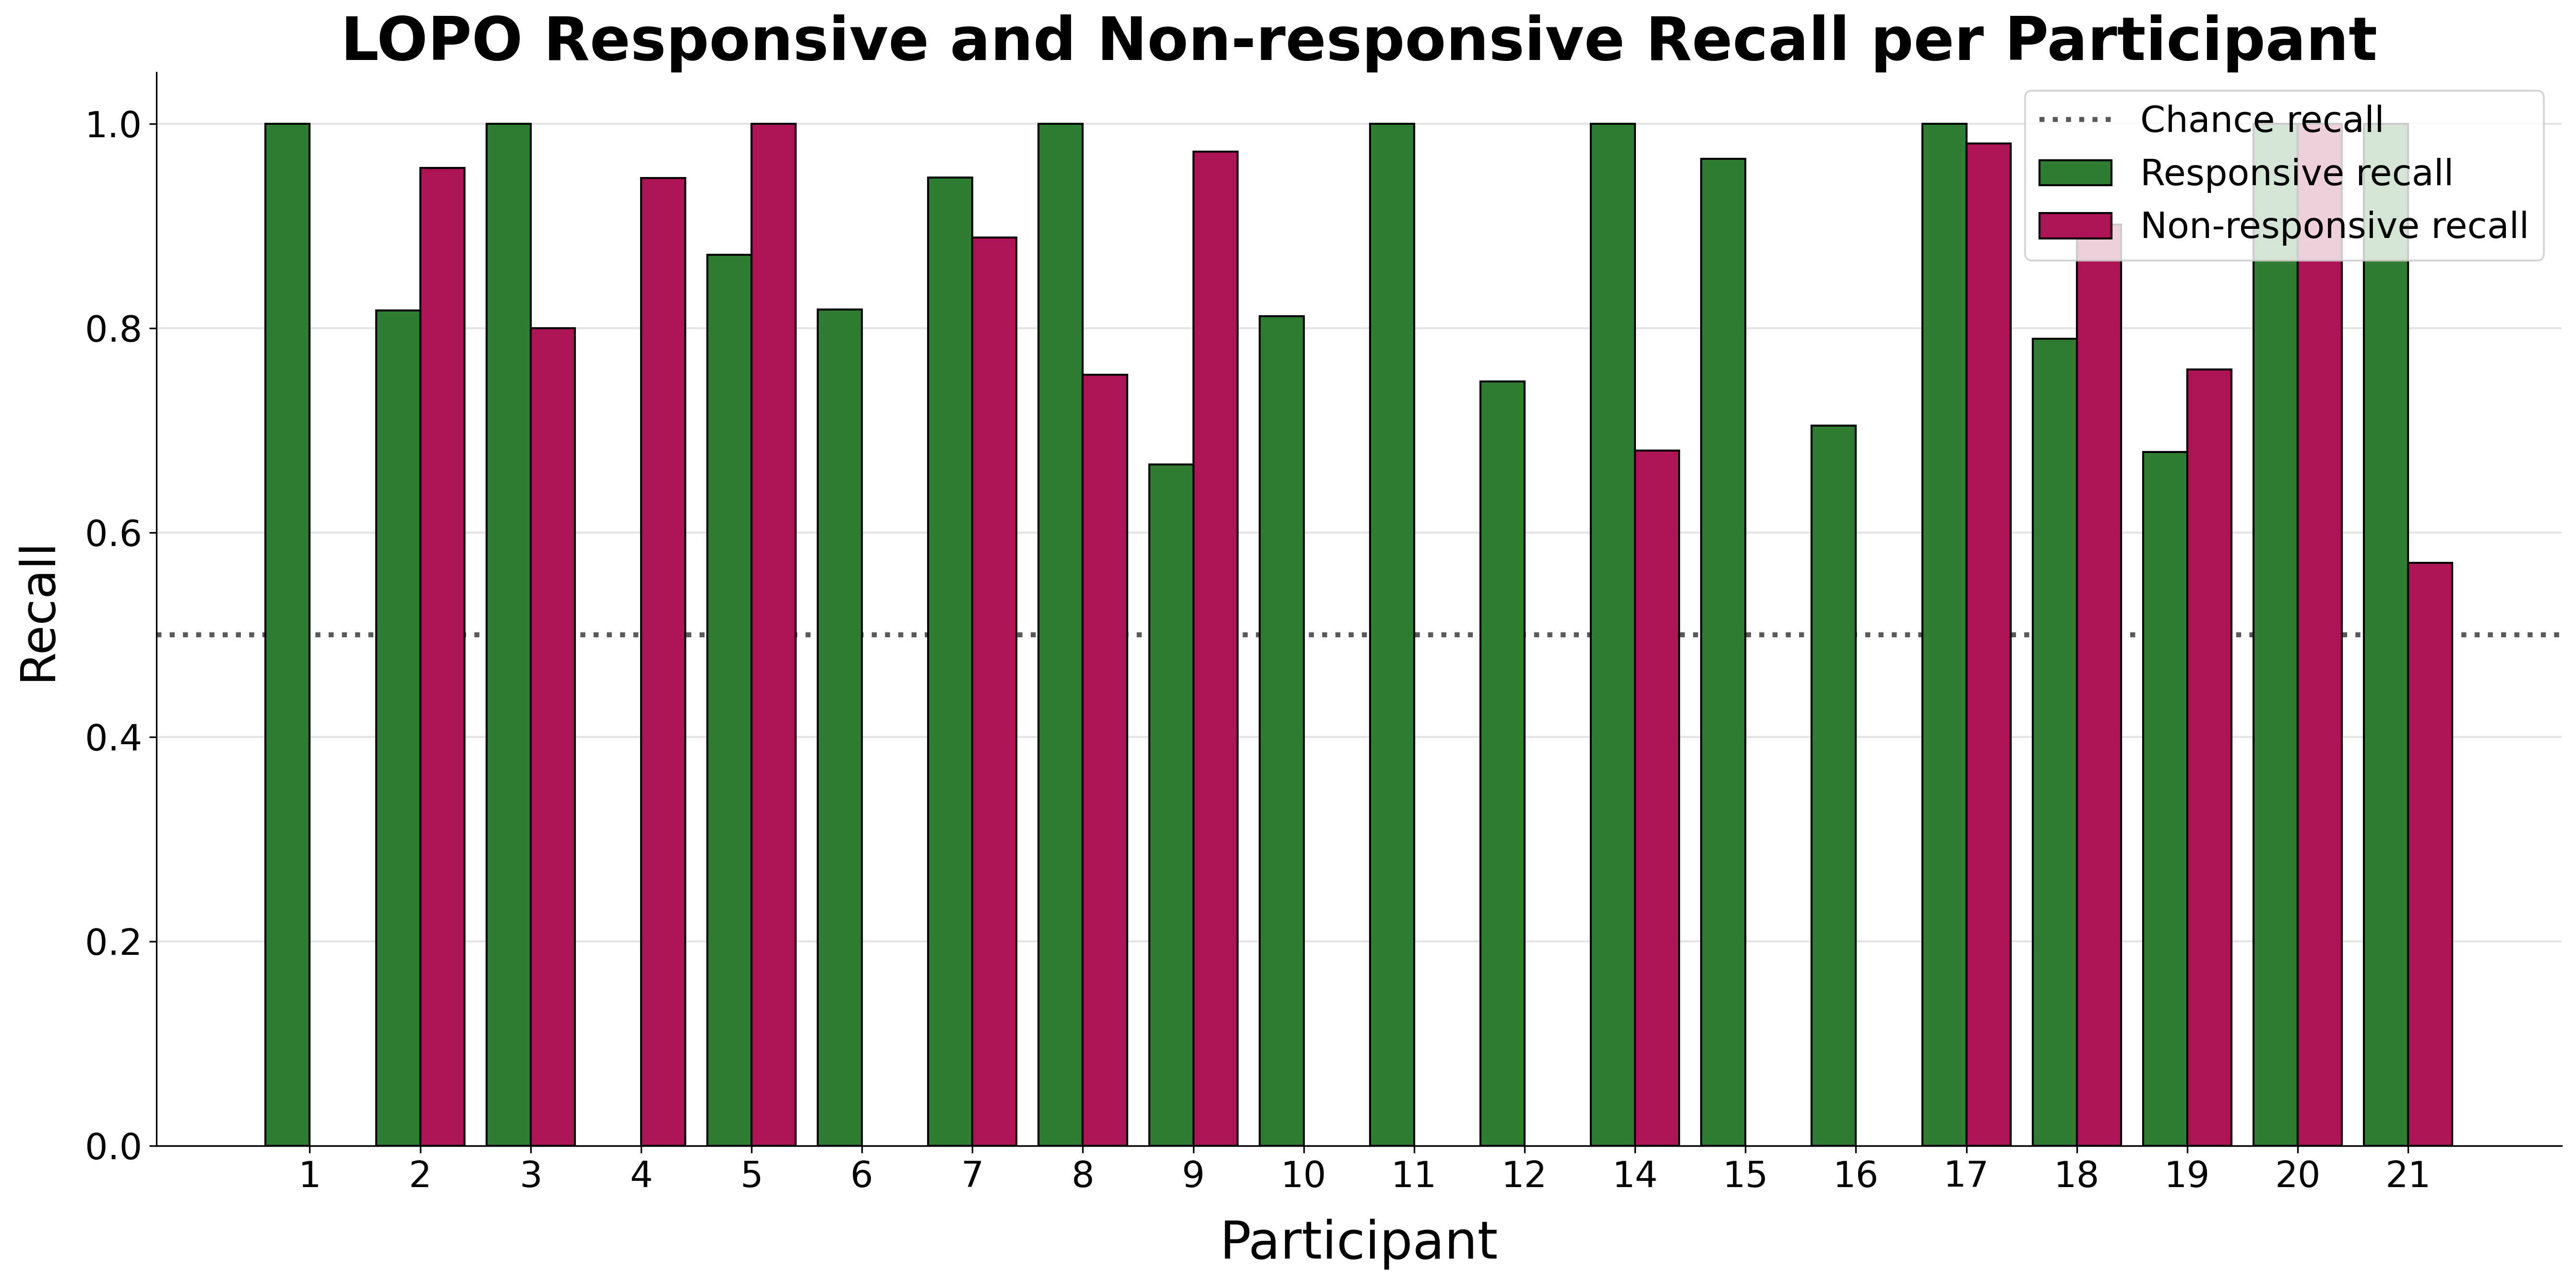 LOPO Responsive and Non-responsive Recall per Participant
Chance recall
Responsive recall
Non-responsive recall
1.0
0.8
0.6
0.4
0.2
0.0
Recall
1 2 3 4 5 6 7 8 9 10 11 12 14 15 16 17 18 19 20 21
Participant